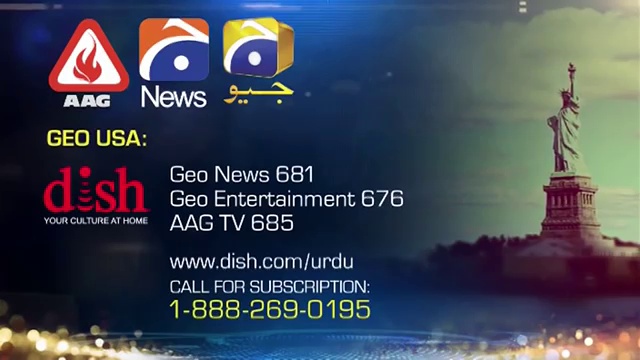 AAG
News
جیو
GEO USA:
dish
YOUR CULTURE AT HOME
Geo News 681
Geo Entertainment 676
AAG TV 685
www.dish.com/urdu
CALL FOR SUBSCRIPTION:
1-888-269-0195